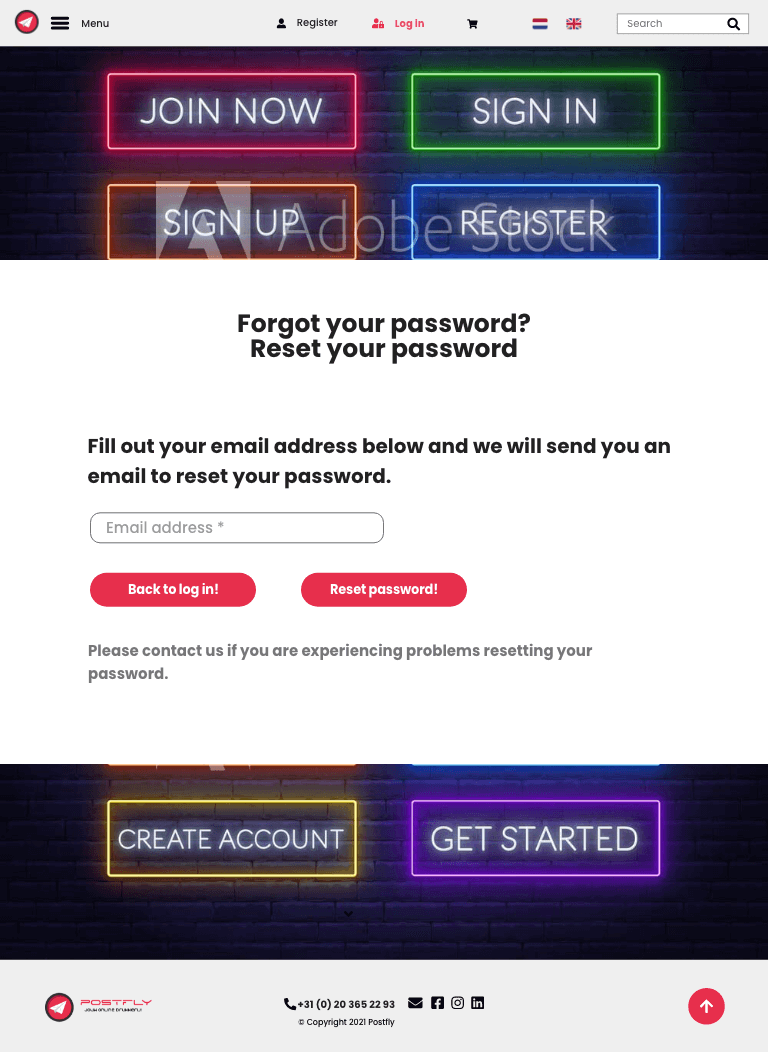 Menu
Register
Log in
Search
JOIN NOW
SIGN IN
SIGN UP
REGISTER
Adobe Stock
Forgot your password?
Reset your password
Fill out your email address below and we will send you an
email to reset your password.
Email address *
Back to log in!
Reset password!
Please contact us if you are experiencing problems resetting your
password.
CREATE ACCOUNT
GET STARTED
POSTFLY
+31 (0) 20 365 22 93
© Copyright 2021 Postfly